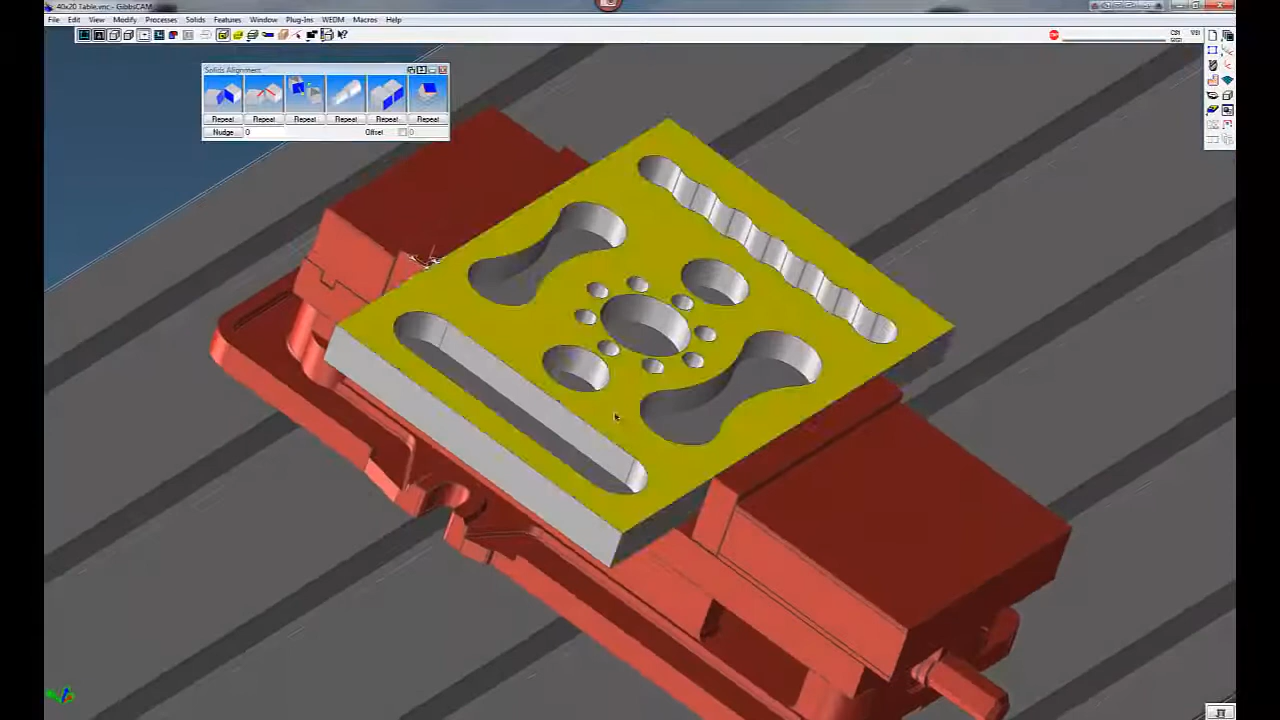 40x20 Table.vnc - GibbsCAM
File Edit View Modify Processes Solids Features Window Plug-Ins WEDM Macros Help
Solids Alignment
Repeat Repeat Repeat Repeat Repeat Repeat
Nudge 0 Offset 0